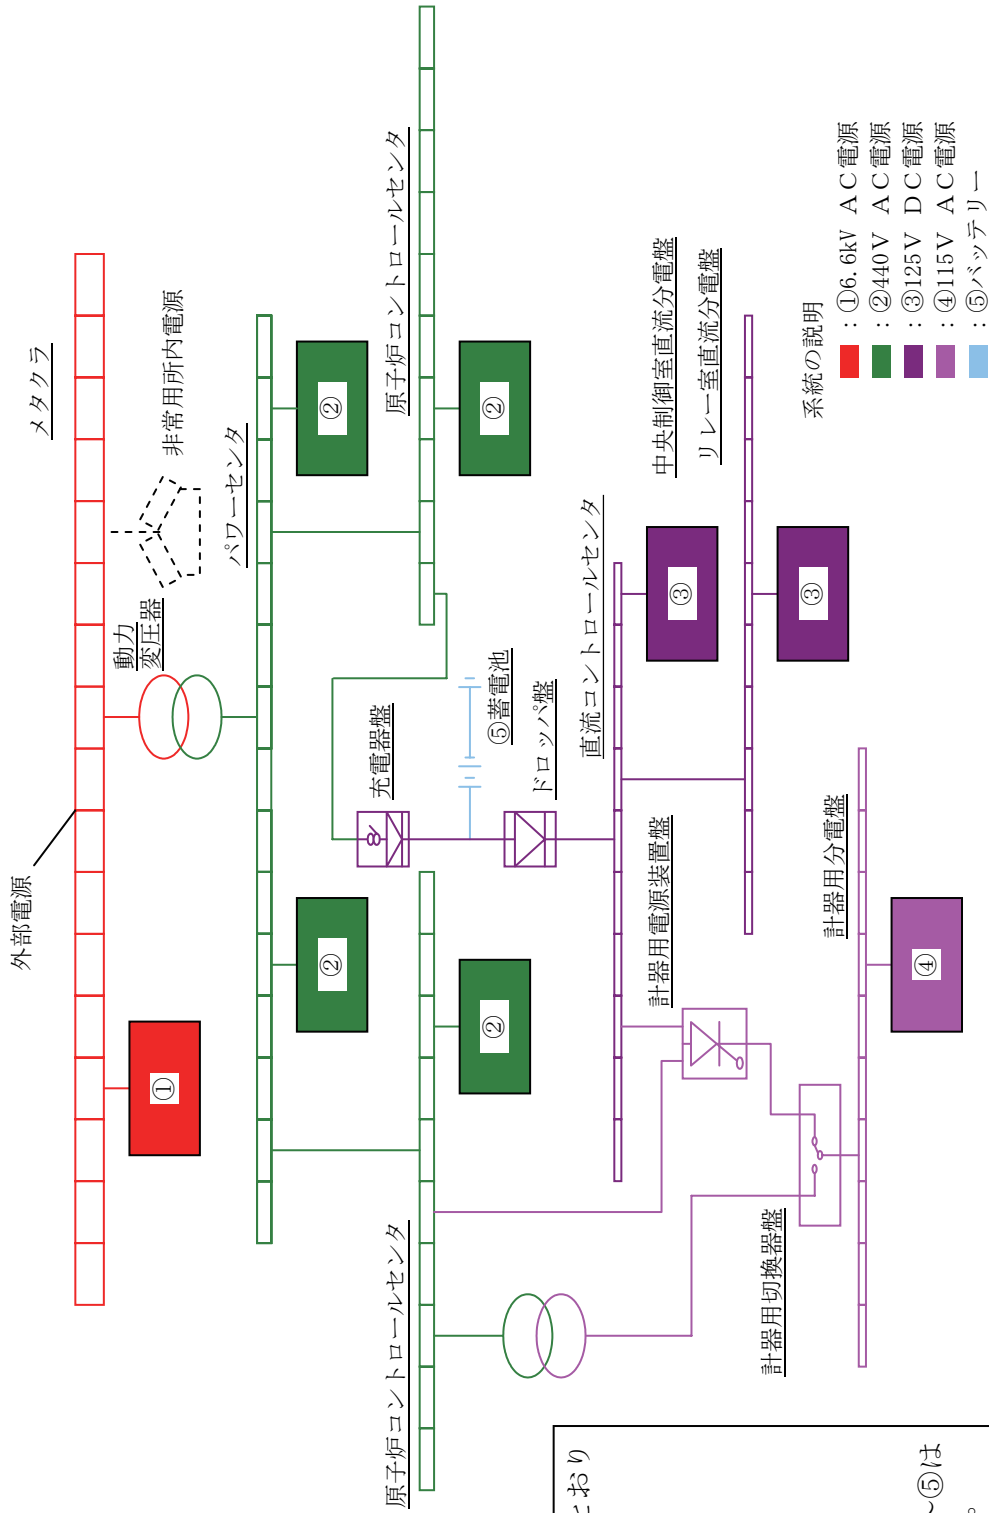 外部電源
メタクラ
①
動力
変圧器
非常用所内電源
パワーセンタ
②
②
原子炉コントロールセンタ
原子炉コントロールセンタ
②
②
充電器盤
⑤蓄電池
ドロッパ盤
直流コントロールセンタ
③
中央制御室直流分電盤
リレー室直流分電盤
③
計器用電源装置盤
計器用切換器盤
計器用分電盤
④
系統の説明
：①6.6kV ＡＣ電源
：②440Ｖ ＡＣ電源
：③125Ｖ ＤＣ電源
：④115Ｖ ＡＣ電源
：⑤バッテリー
とおり
～⑤は
。